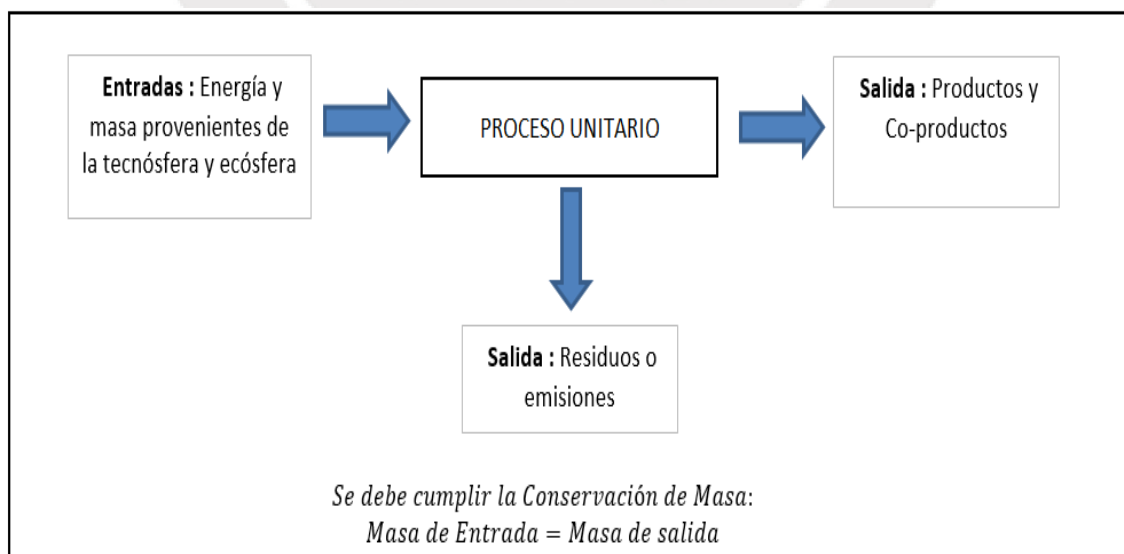 Entradas : Energía y
masa provenientes de
la tecnósfera y ecósfera
PROCESO UNITARIO
Salida : Productos y
Co-productos
Salida : Residuos o
emisiones
Se debe cumplir la Conservación de Masa:
Masa de Entrada = Masa de salida